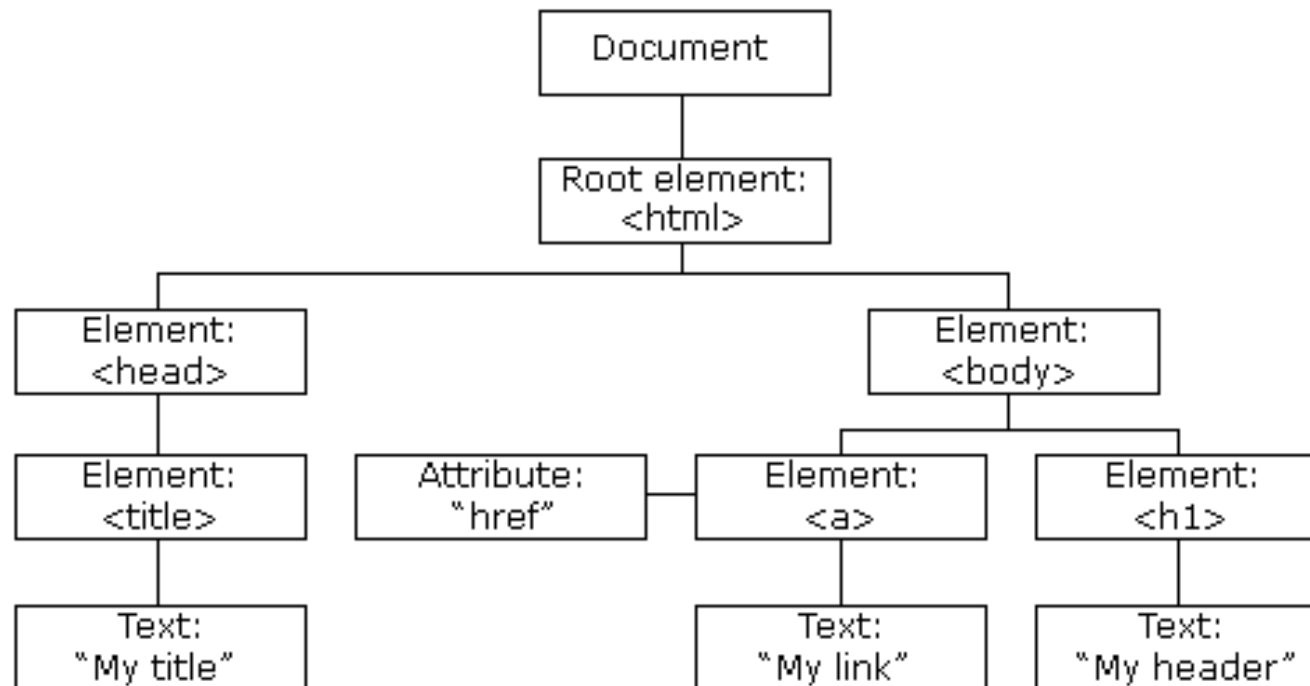 Document
Root element:
<html>
Element:
<head>
Element:
<body>
Element:
<title>
Attribute:
“href”
Element:
<a>
Element:
<h1>
Text:
“My title”
Text:
“My link”
Text:
“My header”